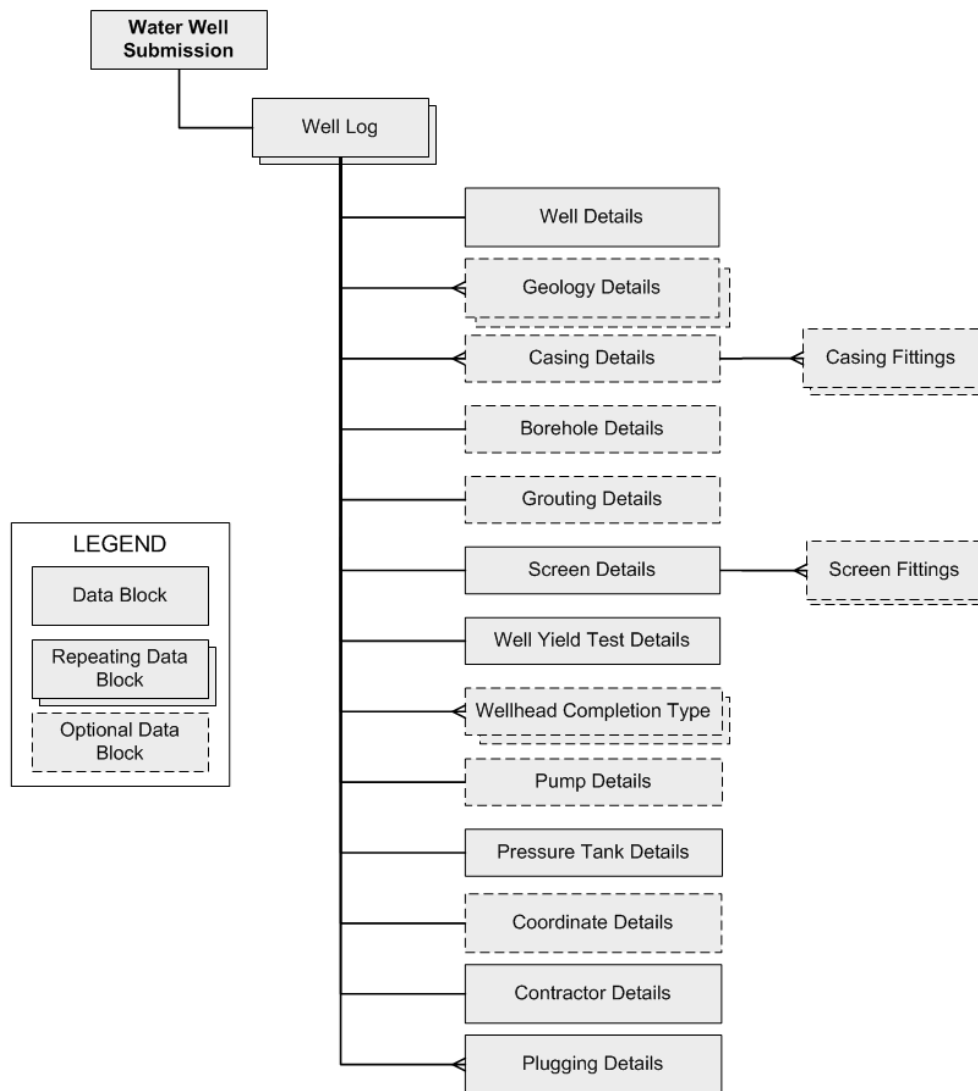 Water Well
Submission
Well Log
Well Details
Geology Details
Casing Details
Casing Fittings
Borehole Details
Grouting Details
Screen Details
Screen Fittings
Well Yield Test Details
Wellhead Completion Type
Pump Details
Pressure Tank Details
Coordinate Details
Contractor Details
Plugging Details
LEGEND
Data Block
Repeating Data
Block
Optional Data
Block